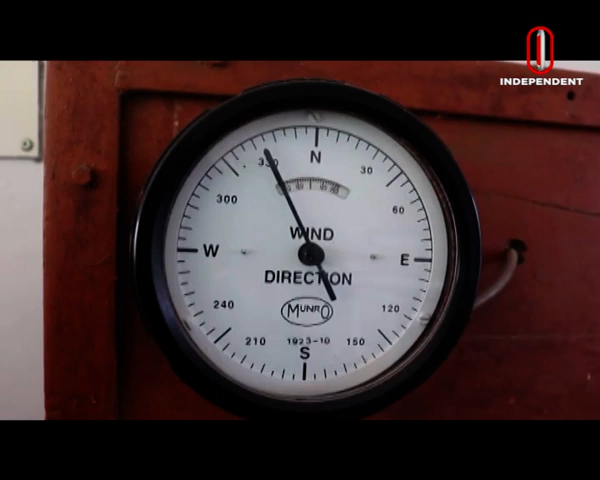 INDEPENDENT
N
30
60
E
120
150
S
210
240
W
300
330
WIND
DIRECTION
MUNRO
1923-10